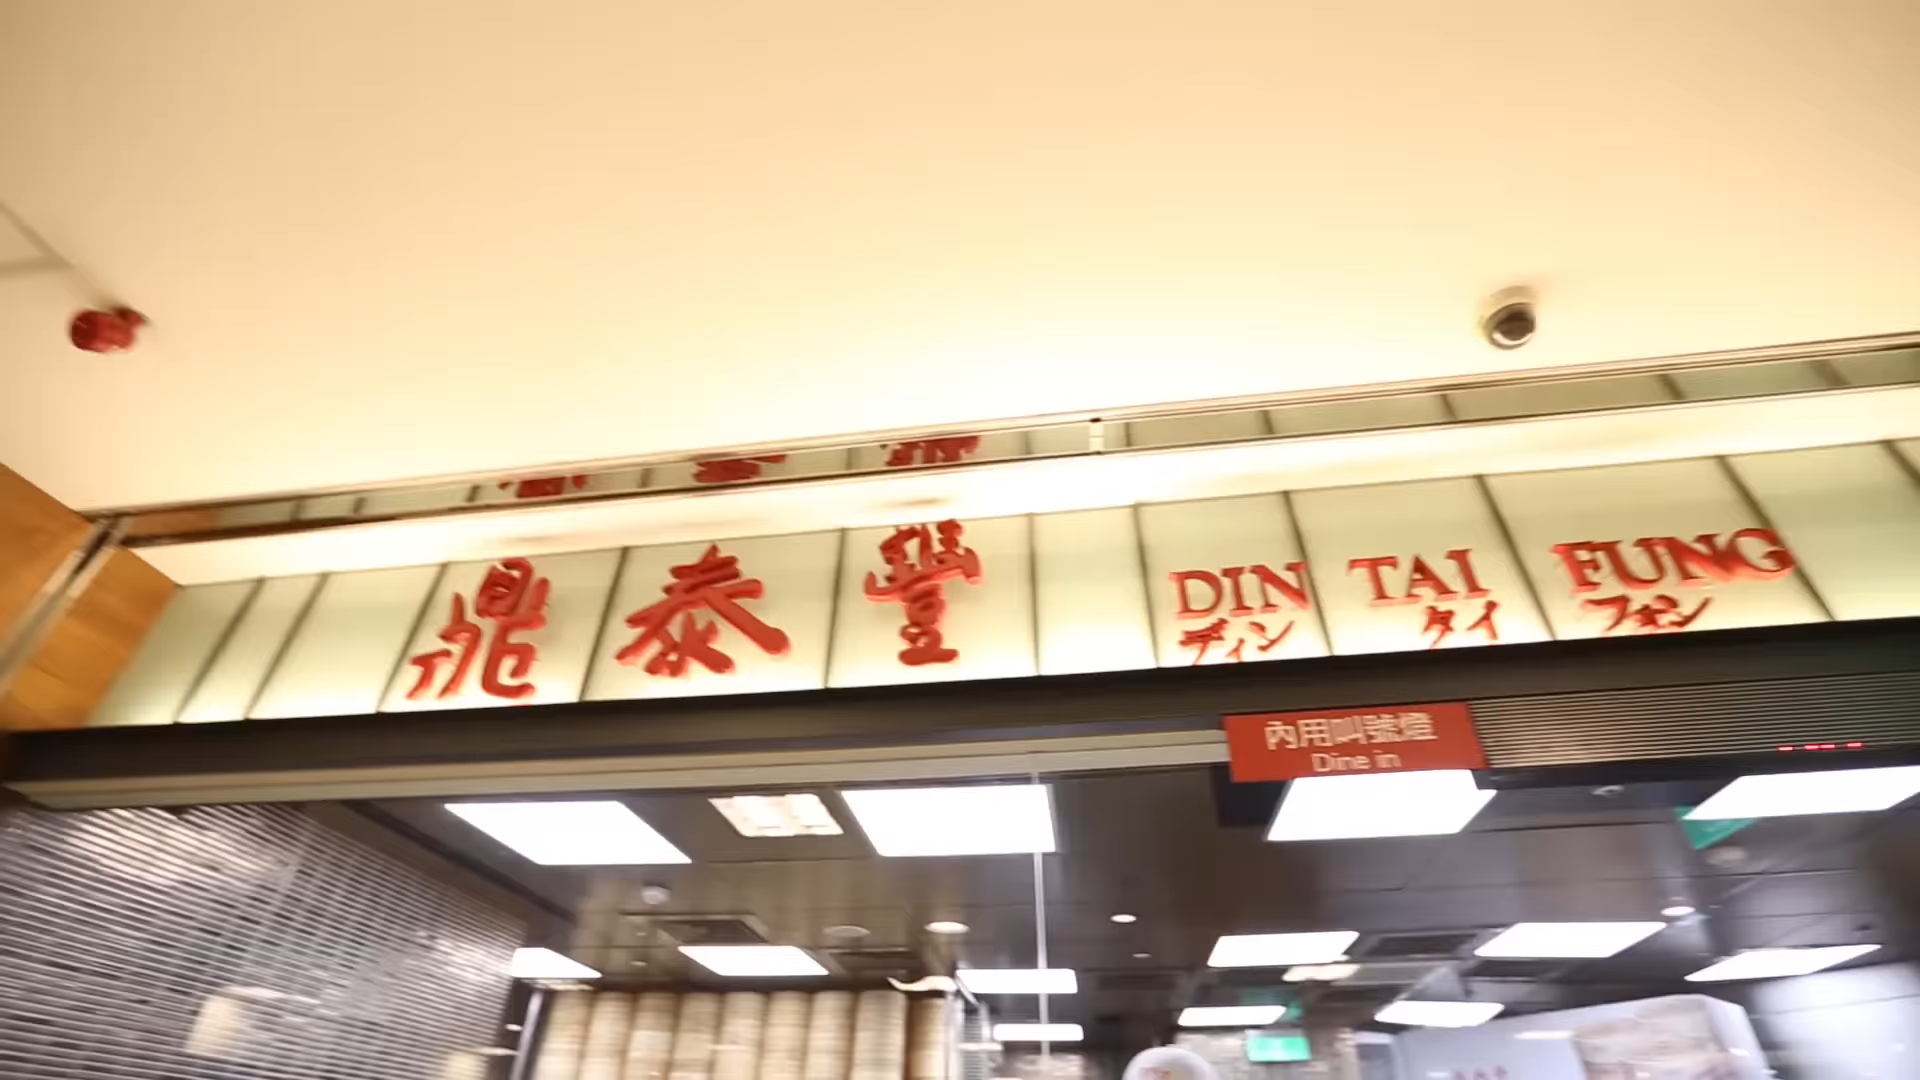 鼎泰豐
DIN TAI FUNG
ディン タイ フォン
內用叫號燈
Dine in